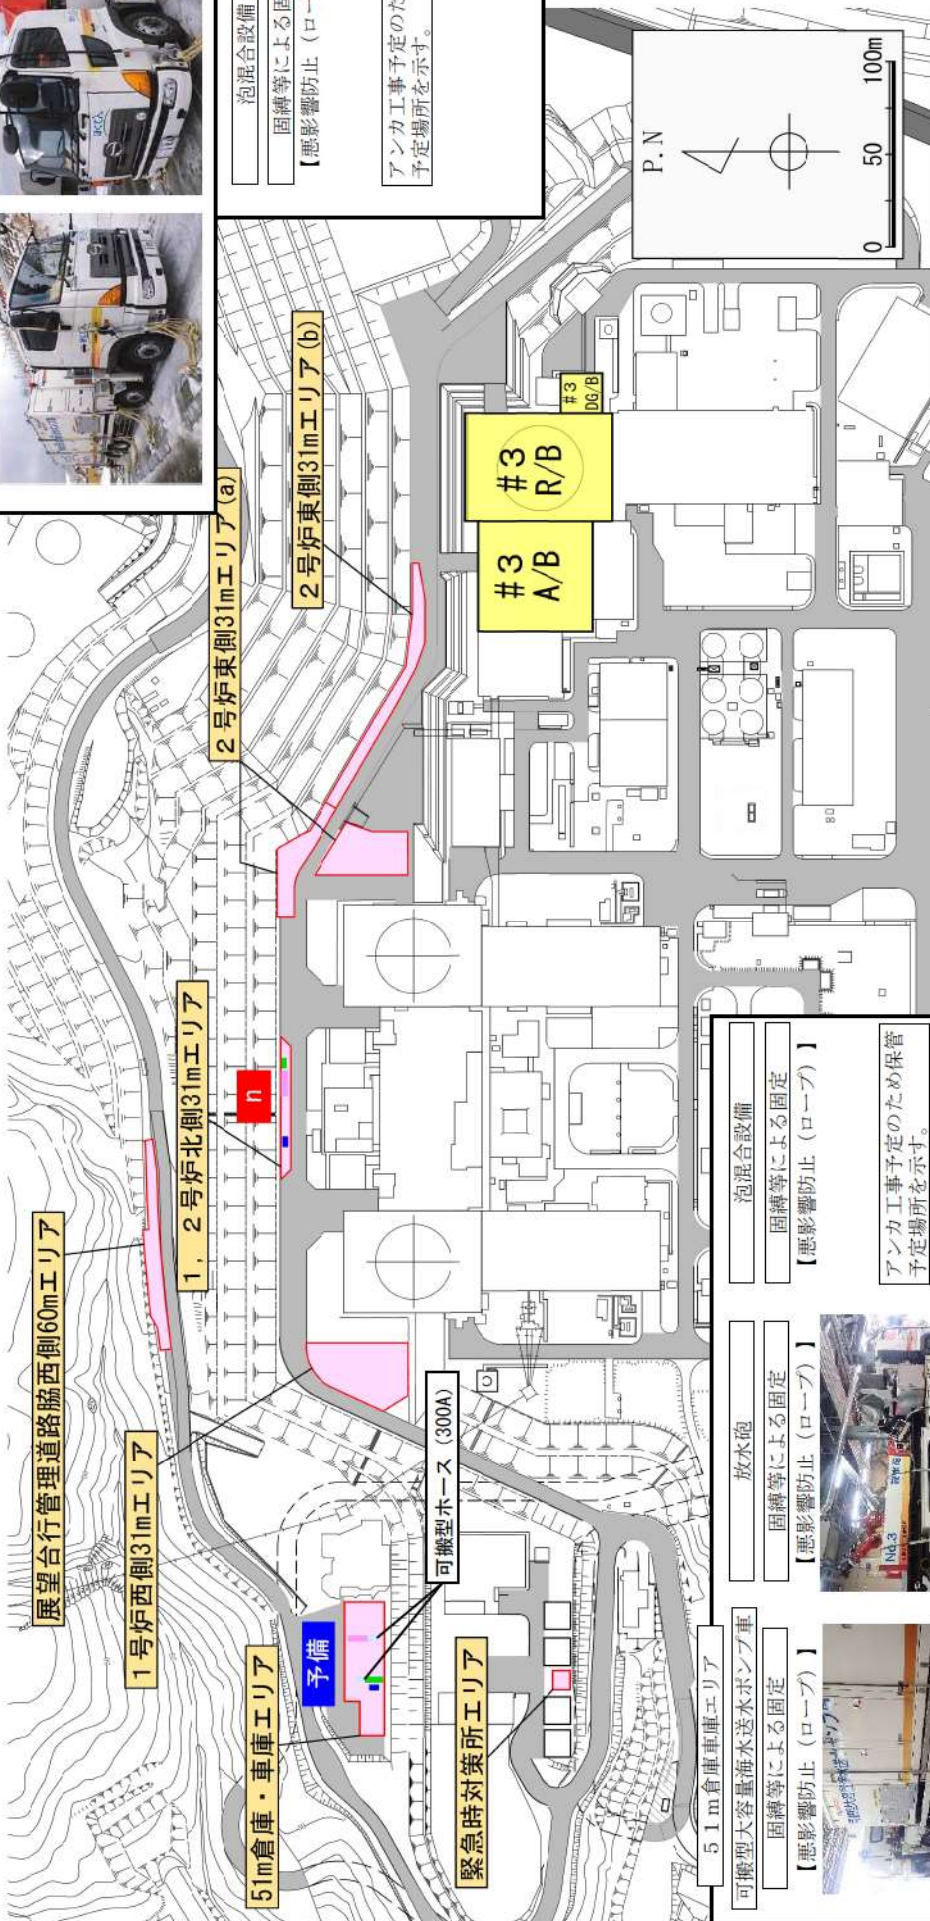 展望台行管理道路脇西側60mエリア
1号炉西側31mエリア
51m倉庫・車庫エリア
予備
緊急時対策所エリア
可搬型ホース (300A)
1, 2号炉北側31mエリア
n
2号炉東側31mエリア(a)
2号炉東側31mエリア(b)
#3
A/B
#3
R/B
#3
DG/B
P.N
0 50 100m
泡混合設備
固縛等による固
【悪影響防止 (ロー
アンカ工事予定のた
予定場所を示す。
51m倉庫車庫エリア
可搬型大容量海水送水ポンプ車
固縛等による固定
【悪影響防止 (ロープ) 】
放水砲
固縛等による固定
【悪影響防止 (ロープ) 】
No.3
泡混合設備
固縛等による固定
【悪影響防止 (ロープ) 】
アンカ工事予定のため保管
予定場所を示す。